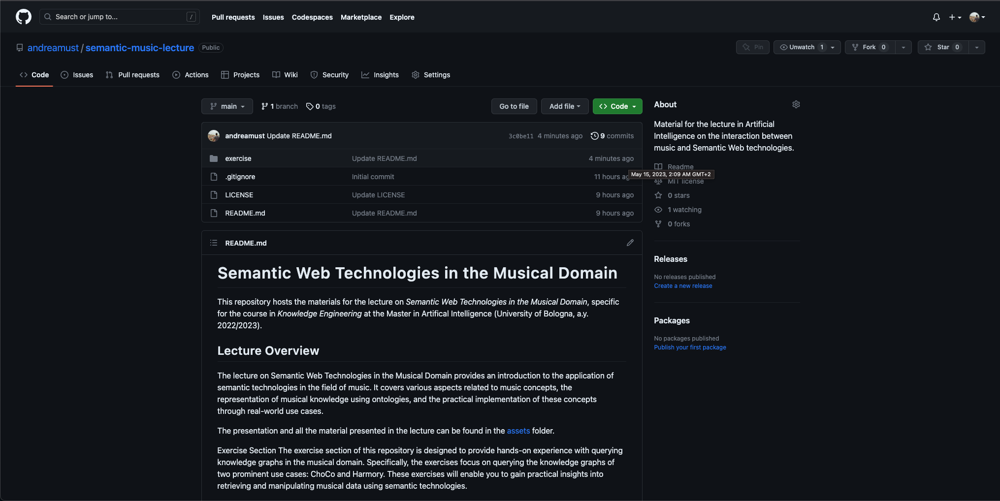 Search or jump to... /
Pull requests Issues Codespaces Marketplace Explore
andreamust / semantic-music-lecture Public
Pin Unwatch 1 Fork 0 Star 0
Code Issues Pull requests Actions Projects Wiki Security Insights Settings
main 1 branch 0 tags
Go to file Add file Code
andreamust Update README.md 3c0be11 4 minutes ago 9 commits
exercise Update README.md 4 minutes ago
.gitignore Initial commit 11 hours ag
LICENSE Update LICENSE 9 hours ago
README.md Update README.md 9 hours ago
README.md
Semantic Web Technologies in the Musical Domain
This repository hosts the materials for the lecture on Semantic Web Technologies in the Musical Domain, specific
for the course in Knowledge Engineering at the Master in Artifical Intelligence (University of Bologna, a.y.
2022/2023).
Lecture Overview
The lecture on Semantic Web Technologies in the Musical Domain provides an introduction to the application of
semantic technologies in the field of music. It covers various aspects related to music concepts, the
representation of musical knowledge using ontologies, and the practical implementation of these concepts
through real-world use cases.
The presentation and all the material presented in the lecture can be found in the assets folder.
Exercise Section The exercise section of this repository is designed to provide hands-on experience with querying
knowledge graphs in the musical domain. Specifically, the exercises focus on querying the knowledge graphs of
two prominent use cases: ChoCo and Harmory. These exercises will enable you to gain practical insights into
retrieving and manipulating musical data using semantic technologies.
About
Material for the lecture in Artificial
Intelligence on the interaction between
music and Semantic Web technologies.
Readme
May 15, 2023, 2:09 AM GMT+2
MIT license
0 stars
1 watching
0 forks
Releases
No releases published
Create a new release
Packages
No packages published
Publish your first package